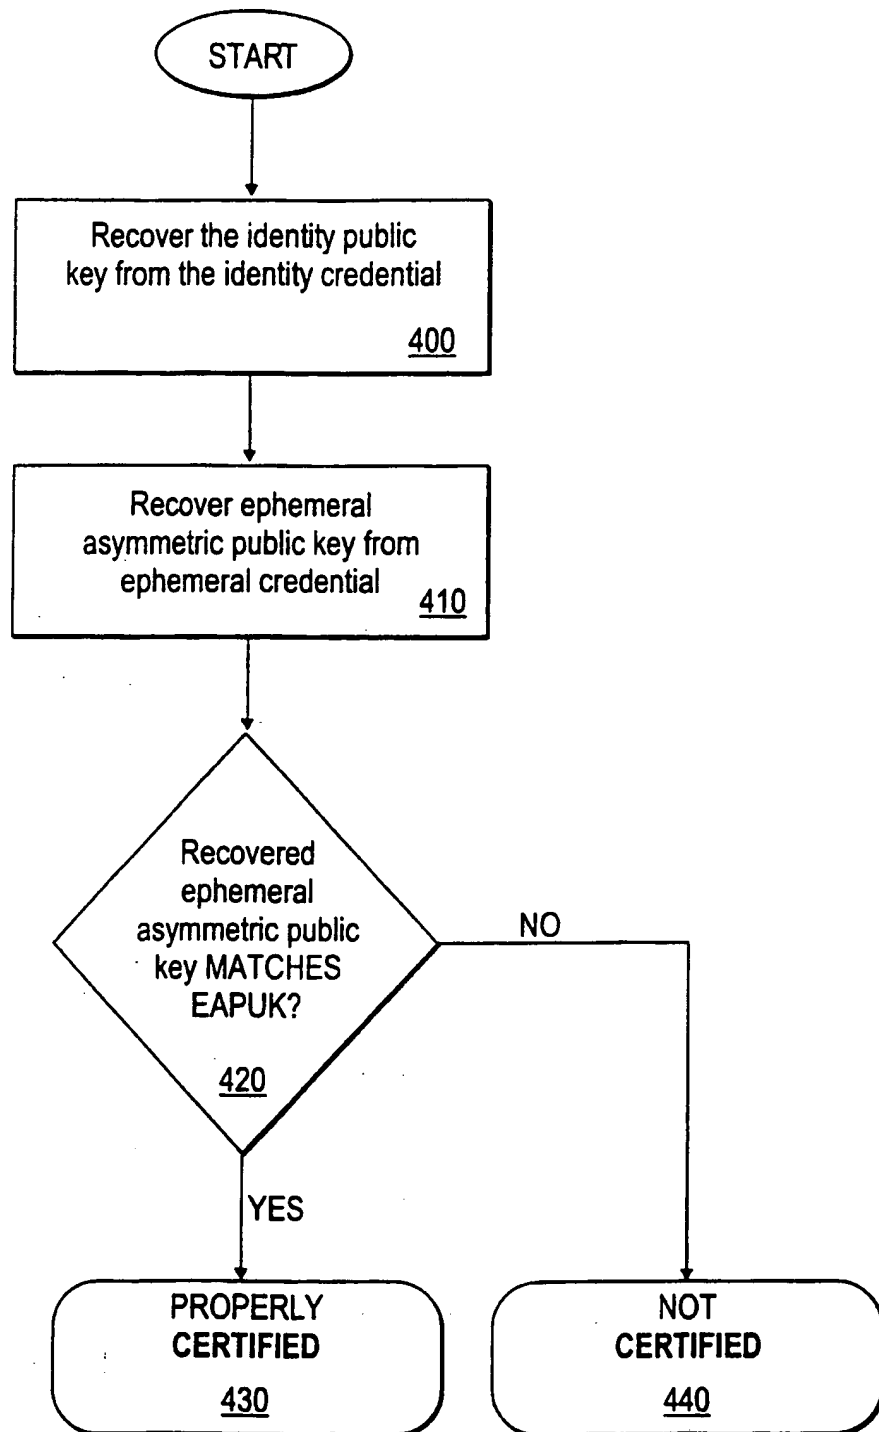 START
Recover the identity public
key from the identity credential
400
Recover ephemeral
asymmetric public key from
ephemeral credential
410
Recovered
ephemeral
asymmetric public
key MATCHES
EAPUK?
420
NO
YES
PROPERLY
CERTIFIED
430
NOT
CERTIFIED
440